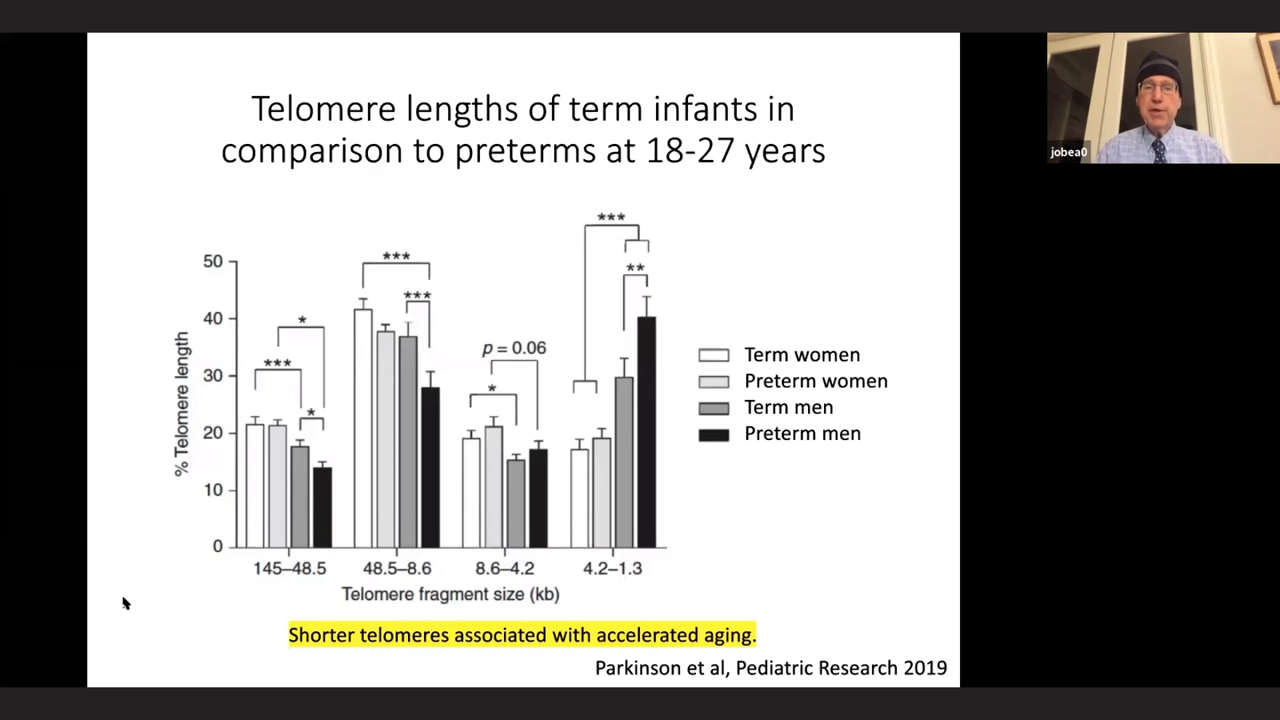 Telomere lengths of term infants in
comparison to preterms at 18-27 years
jobea0
% Telomere length
50
40
30
20
10
0
***
*
*
***
***
p = 0.06
*
***
**
145–48.5
48.5–8.6
8.6–4.2
4.2–1.3
Telomere fragment size (kb)
Term women
Preterm women
Term men
Preterm men
Shorter telomeres associated with accelerated aging.
Parkinson et al, Pediatric Research 2019